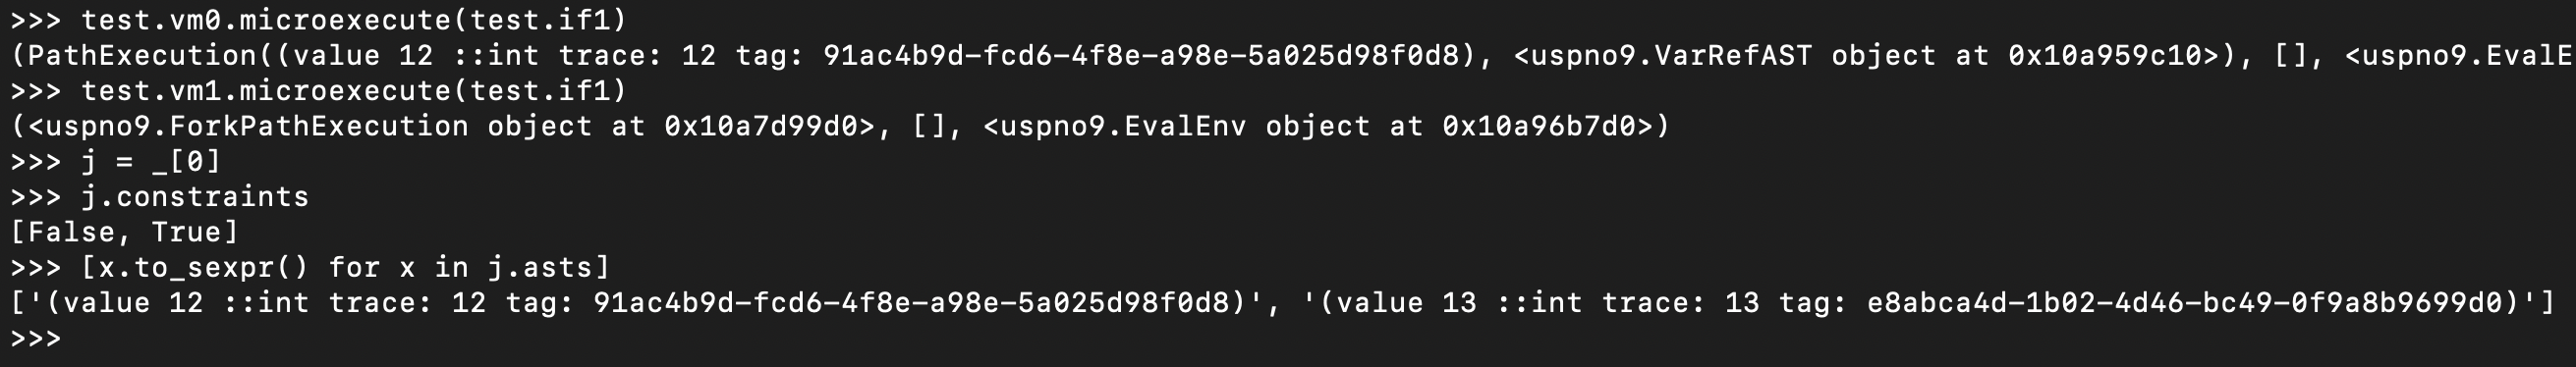 >>> test.vm0.microexecute(test.if1)
(PathExecution((value 12 ::int trace: 12 tag: 91ac4b9d-fcd6-4f8e-a98e-5a025d98f0d8), <uspno9.VarRefAST object at 0x10a959c10>), [], <uspno9.EvalE
>>> test.vm1.microexecute(test.if1)
(<uspno9.ForkPathExecution object at 0x10a7d99d0>, [], <uspno9.EvalEnv object at 0x10a96b7d0>)
>>> j = _[0]
>>> j.constraints
[False, True]
>>> [x.to_sexpr() for x in j.asts]
['(value 12 ::int trace: 12 tag: 91ac4b9d-fcd6-4f8e-a98e-5a025d98f0d8)', '(value 13 ::int trace: 13 tag: e8abca4d-1b02-4d46-bc49-0f9a8b9699d0)']
>>>